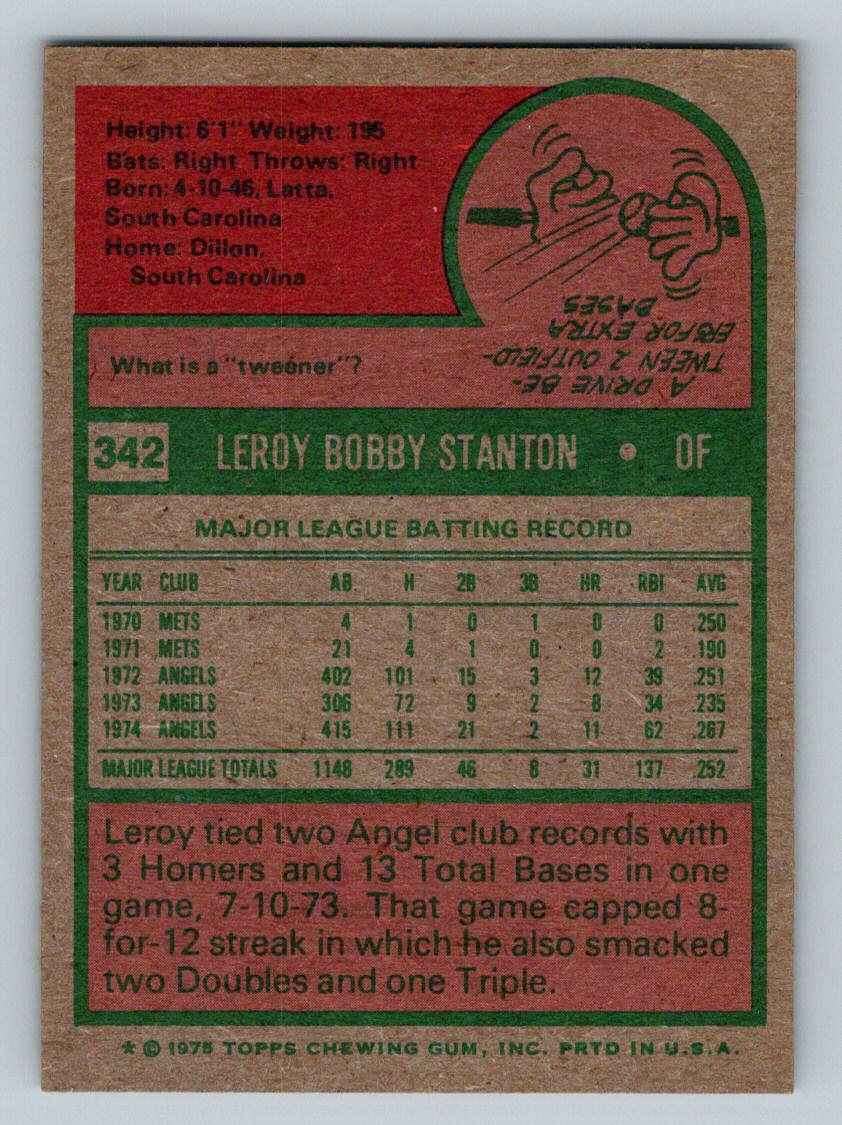 Height: 6'1" Weight: 195
Bats: Right Throws: Right
Born: 4-10-46, Latta,
South Carolina
Home: Dillon,
South Carolina
What is a "tweener"?
A DRIVE BE-
TWEEN 2 OUTFIELD-
ERS FOR EXTRA
BASES
342 LEROY BOBBY STANTON • OF
MAJOR LEAGUE BATTING RECORD
YEAR CLUB AB H 2B 3B HR RBI AVG
1970 METS 4 1 0 1 0 0 .250
1971 METS 21 4 1 0 0 2 .190
1972 ANGELS 402 101 15 3 12 39 .251
1973 ANGELS 306 72 9 2 8 34 .235
1974 ANGELS 415 111 21 2 11 62 .267
MAJOR LEAGUE TOTALS 1148 289 46 8 31 137 .252
Leroy tied two Angel club records with
3 Homers and 13 Total Bases in one
game, 7-10-73. That game capped 8-
for-12 streak in which he also smacked
two Doubles and one Triple.
* © 1975 TOPPS CHEWING GUM, INC. PRTD IN U.S.A.